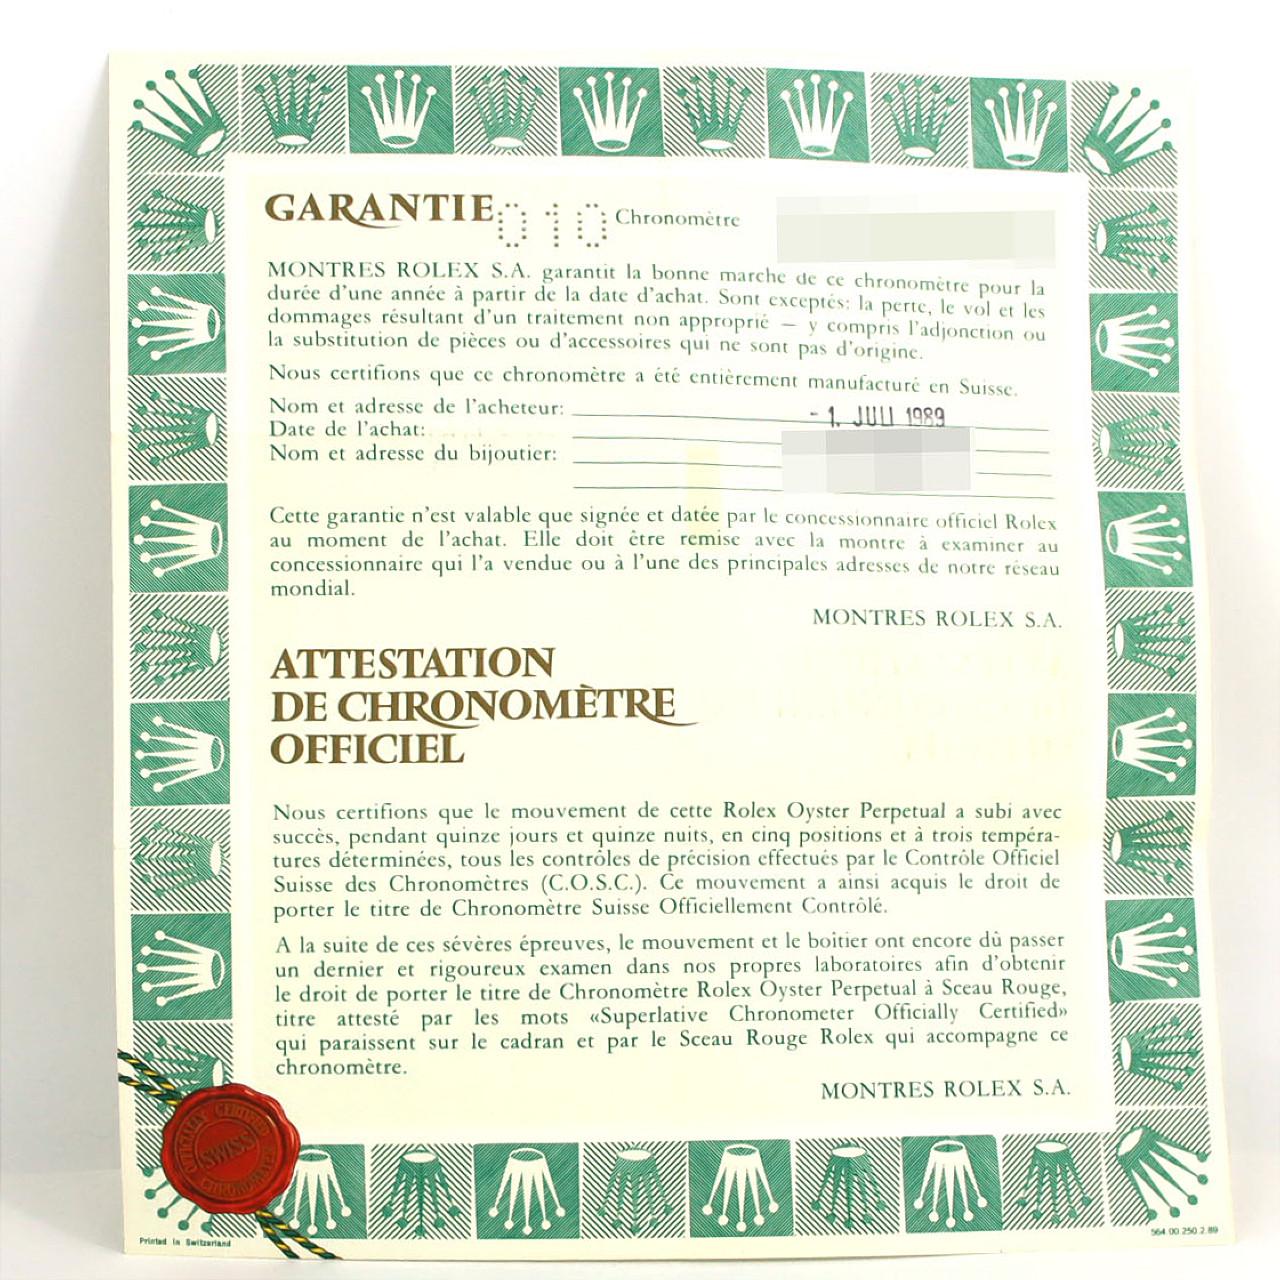 GARANTIE 010 Chronomètre
MONTRES ROLEX S.A. garantit la bonne marche de ce chronomètre pour la
durée d'une année à partir de la date d'achat. Sont exceptés: la perte, le vol et les
dommages résultant d'un traitement non approprié — y compris l'adjonction ou
la substitution de pièces ou d'accessoires qui ne sont pas d'origine.
Nous certifions que ce chronomètre a été entièrement manufacturé en Suisse.
Nom et adresse de l'acheteur:
- 1. JULI 1989
Date de l'achat:
Nom et adresse du bijoutier:
Cette garantie n'est valable que signée et datée par le concessionnaire officiel Rolex
au moment de l'achat. Elle doit être remise avec la montre à examiner au
concessionnaire qui l'a vendue ou à l'une des principales adresses de notre réseau
mondial.
MONTRES ROLEX S.A.
ATTESTATION
DE CHRONOMÈTRE
OFFICIEL
Nous certifions que le mouvement de cette Rolex Oyster Perpetual a subi avec
succès, pendant quinze jours et quinze nuits, en cinq positions et à trois tempéra-
tures déterminées, tous les contrôles de précision effectués par le Contrôle Officiel
Suisse des Chronomètres (C.O.S.C.). Ce mouvement a ainsi acquis le droit de
porter le titre de Chronomètre Suisse Officiellement Contrôlé.
A la suite de ces sévères épreuves, le mouvement et le boîtier ont encore dû passer
un dernier et rigoureux examen dans nos propres laboratoires afin d'obtenir
le droit de porter le titre de Chronomètre Rolex Oyster Perpetual à Sceau Rouge,
titre attesté par les mots «Superlative Chronometer Officially Certified»
qui paraissent sur le cadran et par le Sceau Rouge Rolex qui accompagne ce
chronomètre.
MONTRES ROLEX S.A.
OFFICIALLY CERTIFIED
SWISS
CHRONOMETER
Printed in Switzerland
564.00.250.2.89